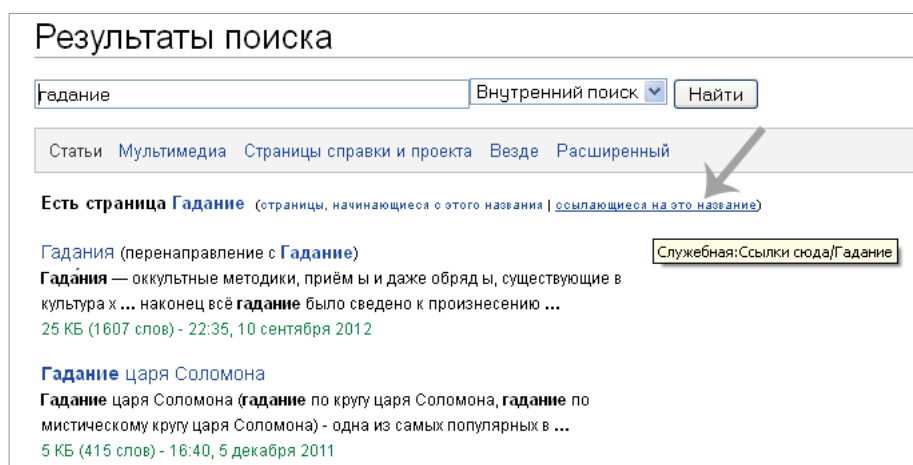 Результаты поиска
гадание Внутренний поиск Найти
Статьи Мультимедиа Страницы справки и проекта Везде Расширенный
Есть страница Гадание (страницы, начинающиеся с этого названия | ссылающиеся на это название)
Служебная:Ссылки сюда/Гадание
Гадания (перенаправление с Гадание)
Гада́ния — оккультные методики, приём ы и даже обряд ы, существующие в
культура х ... наконец всё гадание было сведено к произнесению ...
25 КБ (1607 слов) - 22:35, 10 сентября 2012
Гадание царя Соломона
Гадание царя Соломона (гадание по кругу царя Соломона, гадание по
мистическому кругу царя Соломона) - одна из самых популярных в ...
5 КБ (415 слов) - 16:40, 5 декабря 2011